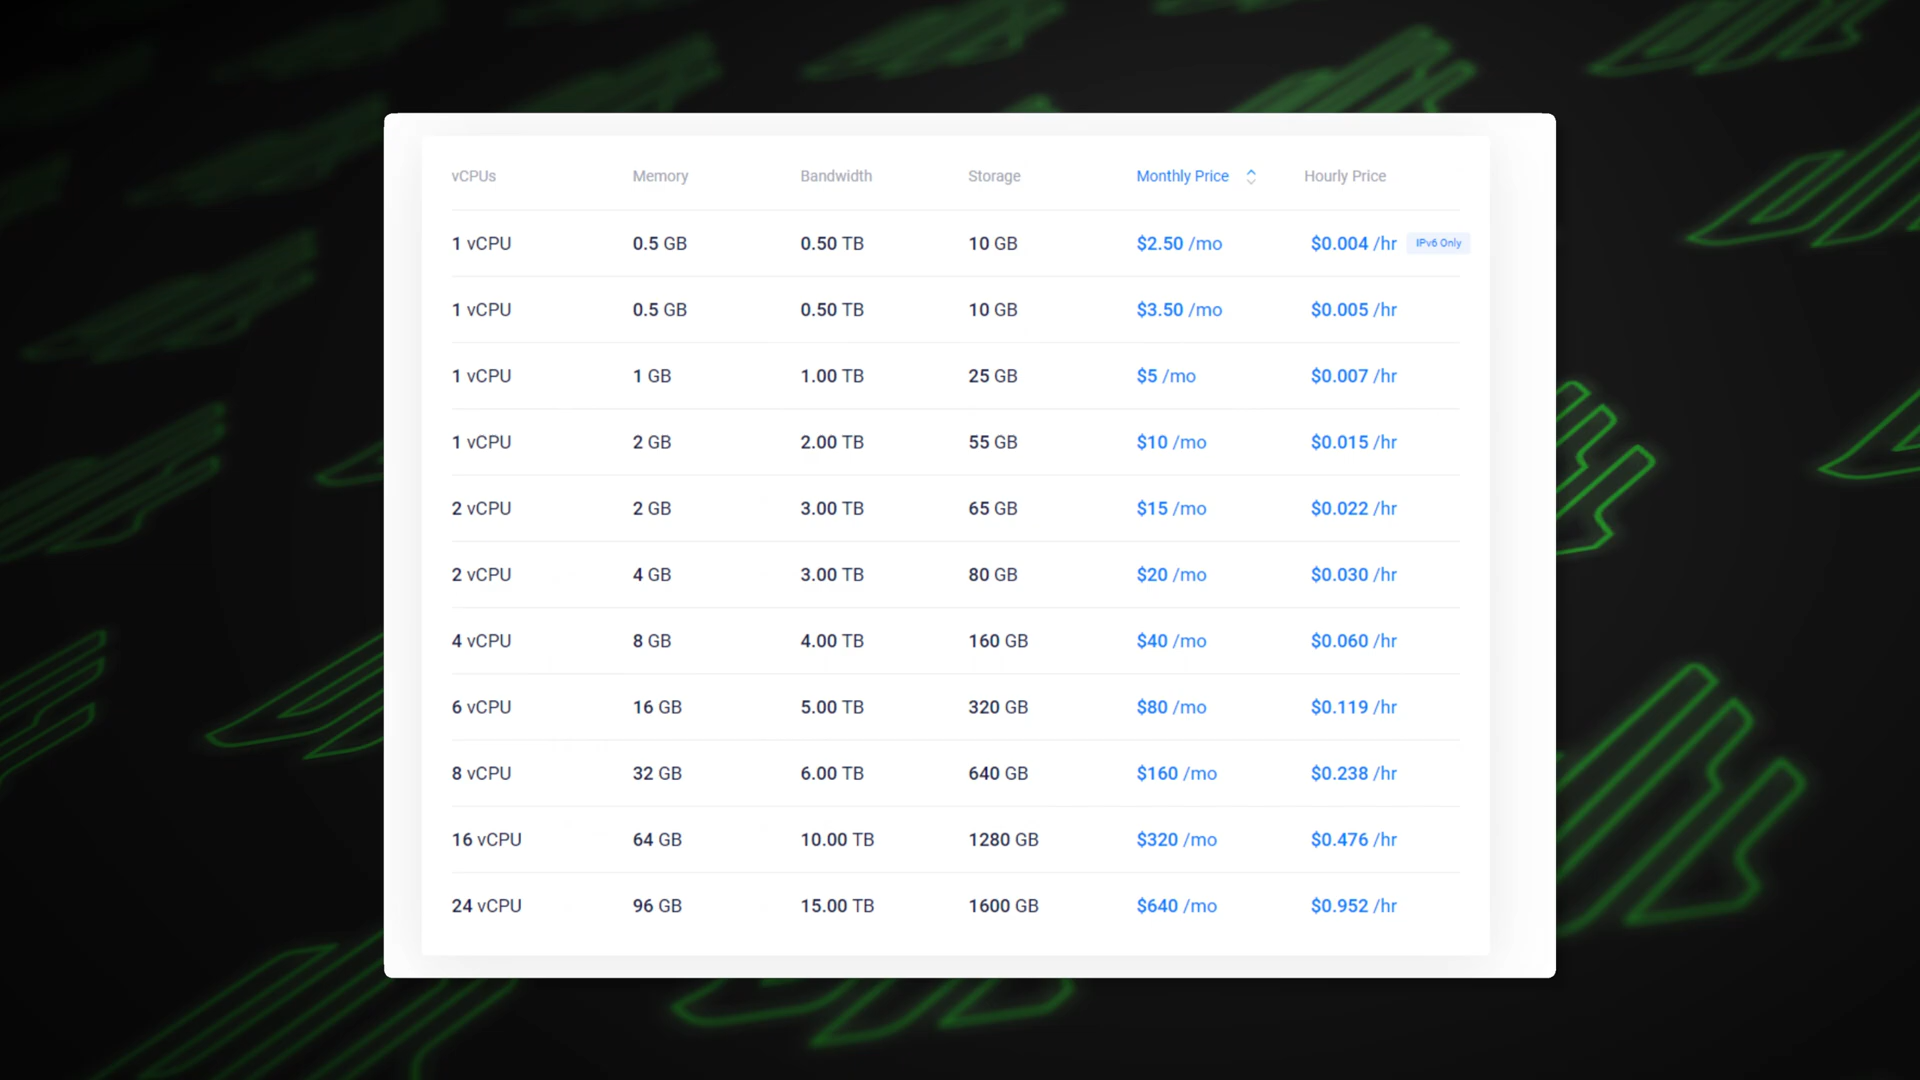 vCPUs Memory Bandwidth Storage Monthly Price Hourly Price
1 vCPU 0.5 GB 0.50 TB 10 GB $2.50 /mo $0.004 /hr IPv6 Only
1 vCPU 0.5 GB 0.50 TB 10 GB $3.50 /mo $0.005 /hr
1 vCPU 1 GB 1.00 TB 25 GB $5 /mo $0.007 /hr
1 vCPU 2 GB 2.00 TB 55 GB $10 /mo $0.015 /hr
2 vCPU 2 GB 3.00 TB 65 GB $15 /mo $0.022 /hr
2 vCPU 4 GB 3.00 TB 80 GB $20 /mo $0.030 /hr
4 vCPU 8 GB 4.00 TB 160 GB $40 /mo $0.060 /hr
6 vCPU 16 GB 5.00 TB 320 GB $80 /mo $0.119 /hr
8 vCPU 32 GB 6.00 TB 640 GB $160 /mo $0.238 /hr
16 vCPU 64 GB 10.00 TB 1280 GB $320 /mo $0.476 /hr
24 vCPU 96 GB 15.00 TB 1600 GB $640 /mo $0.952 /hr